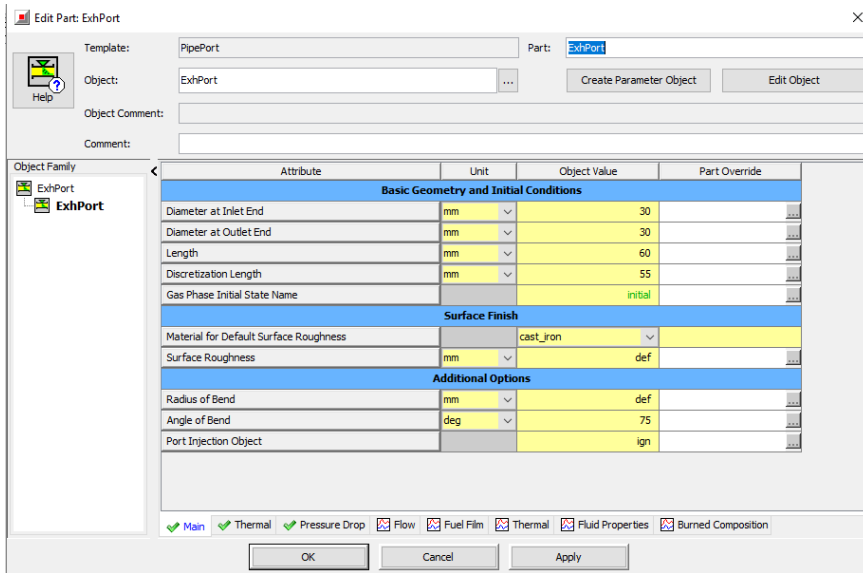 Edit Part: ExhPort
Template: PipePort Part: ExhPort
Help
Object: ExhPort ... Create Parameter Object Edit Object
Object Comment:
Comment:
Object Family
ExhPort
ExhPort
Attribute Unit Object Value Part Override
Basic Geometry and Initial Conditions
Diameter at Inlet End mm 30 ...
Diameter at Outlet End mm 30 ...
Length mm 60 ...
Discretization Length mm 55 ...
Gas Phase Initial State Name initial ...
Surface Finish
Material for Default Surface Roughness cast_iron
Surface Roughness mm def ...
Additional Options
Radius of Bend mm def ...
Angle of Bend deg 75 ...
Port Injection Object ign ...
Main Thermal Pressure Drop Flow Fuel Film Thermal Fluid Properties Burned Composition
OK Cancel Apply